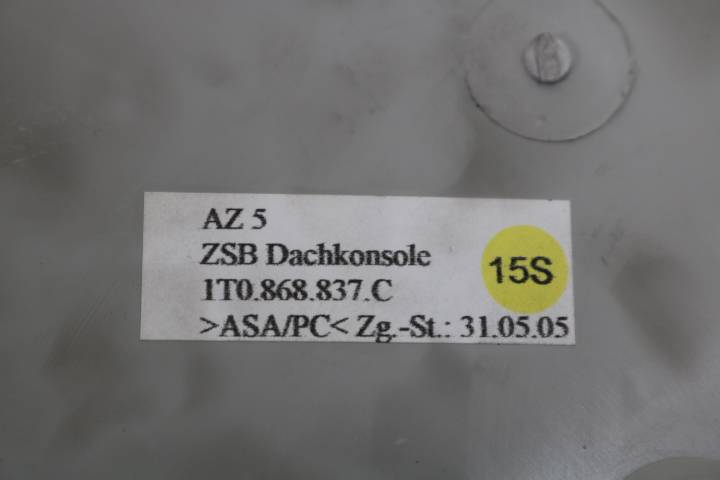 AZ 5
ZSB Dachkonsole
1T0.868.837.C
>ASA/PC< Zg.-St.: 31.05.05
15S